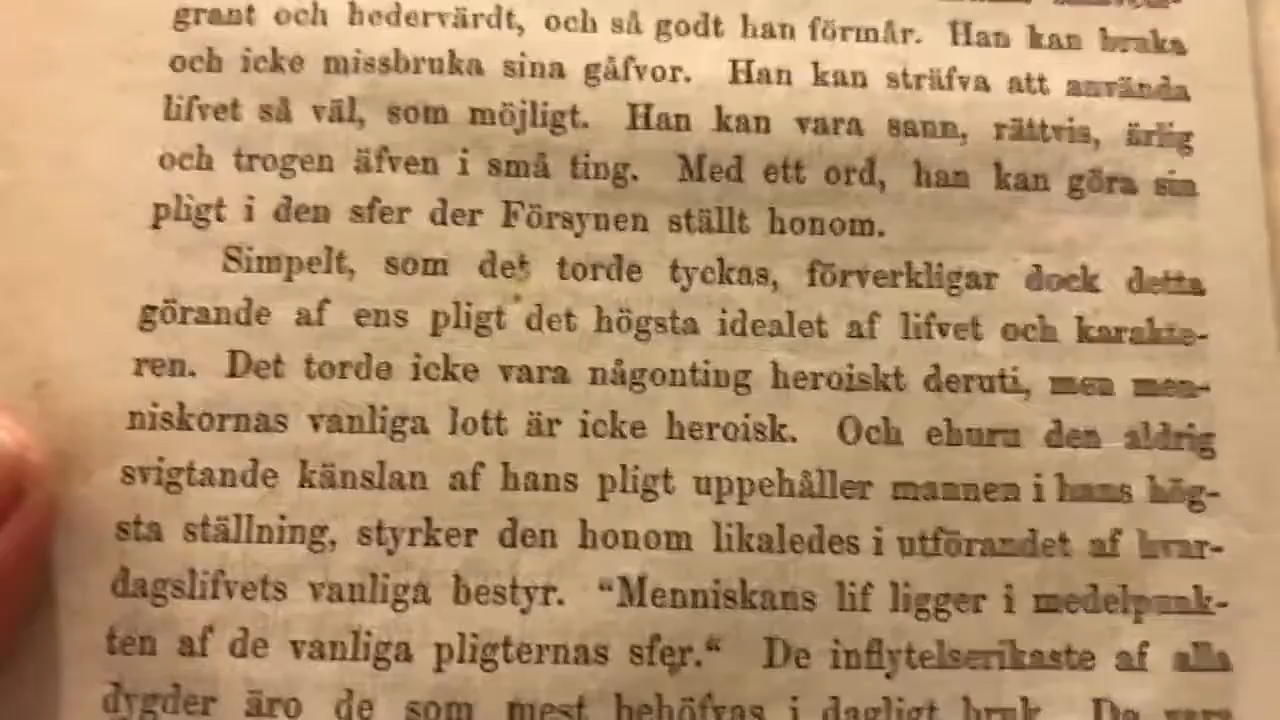 grant och hedervärdt, och så godt han förmår. Han kan bruka
och icke missbruka sina gåfvor. Han kan sträfva att använda
lifvet så väl, som möjligt. Han kan vara sann, rättvis, ärlig
och trogen äfven i små ting. Med ett ord, han kan göra sin
pligt i den sfer der Försynen ställt honom.
Simpelt, som det torde tyckas, förverkligar dock detta
görande af ens pligt det högsta idealet af lifvet och karakte-
ren. Det torde icke vara någonting heroiskt deruti, men men-
niskornas vanliga lott är icke heroisk. Och ehuru den aldrig
svigtande känslan af hans pligt uppehåller mannen i hans hög-
sta ställning, styrker den honom likaledes i utförandet af hvar-
dagslifvets vanliga bestyr. “Menniskans lif ligger i medelpunk-
ten af de vanliga pligternas sfer.“ De inflytelserikaste af alla
dygder äro de som mest behöfvas i dagligt bruk. De vara